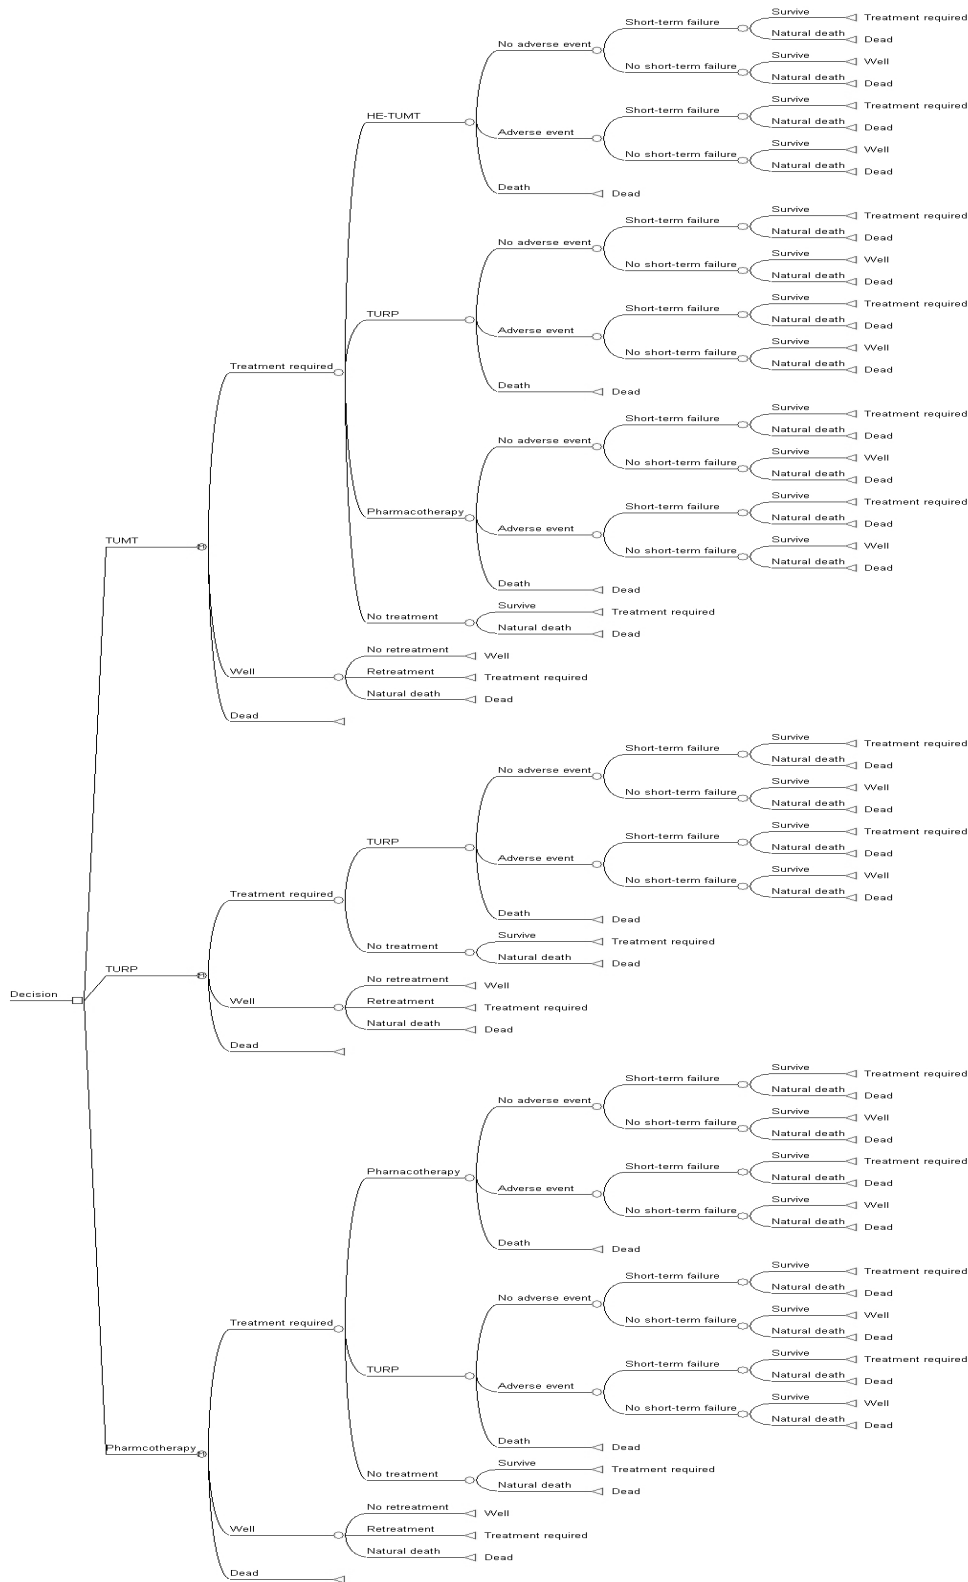 Survive
Short-term failure Treatment required
Natural death
No adverse event Dead
Survive
No short-term failure Well
Natural death
Dead
Survive
HE-TUMT Short-term failure Treatment required
Natural death
Adverse event Dead
Survive
No short-term failure Well
Natural death
Dead
Death
Dead
Survive
Short-term failure Treatment required
Natural death
No adverse event Dead
Survive
No short-term failure Well
Natural death
Dead
Survive
TURP Short-term failure Treatment required
Natural death
Adverse event Dead
Survive
No short-term failure Well
Natural death
Treatment required Dead
Death
Dead
Survive
Short-term failure Treatment required
Natural death
No adverse event Dead
Survive
No short-term failure Well
Natural death
Dead
Survive
Pharmacotherapy Short-term failure Treatment required
Natural death
Adverse event Dead
Survive
TUMT No short-term failure Well
Natural death
Dead
Death
Dead
Survive
No treatment Treatment required
Natural death
Dead
No retreatment
Well
Well Retreatment
Treatment required
Natural death
Dead
Dead
Survive
Short-term failure Treatment required
Natural death
No adverse event Dead
Survive
No short-term failure Well
Natural death
Dead
Survive
TURP Short-term failure Treatment required
Natural death
Adverse event Dead
Survive
No short-term failure Well
Natural death
Treatment required Dead
Death
Dead
Survive
No treatment Treatment required
Natural death
Dead
TURP
No retreatment
Well
Decision
Well Retreatment
Treatment required
Natural death
Dead
Dead
Survive
Short-term failure Treatment required
Natural death
No adverse event Dead
Survive
No short-term failure Well
Natural death
Dead
Survive
Pharmacotherapy Short-term failure Treatment required
Natural death
Adverse event Dead
Survive
No short-term failure Well
Natural death
Dead
Death
Dead
Survive
Short-term failure Treatment required
Natural death
No adverse event Dead
Survive
Treatment required No short-term failure Well
Natural death
Dead
Survive
TURP Short-term failure Treatment required
Natural death
Adverse event Dead
Survive
No short-term failure Well
Natural death
Dead
Death
Pharmcotherapy Dead
Survive
No treatment Treatment required
Natural death
Dead
No retreatment
Well
Well Retreatment
Treatment required
Natural death
Dead
Dead